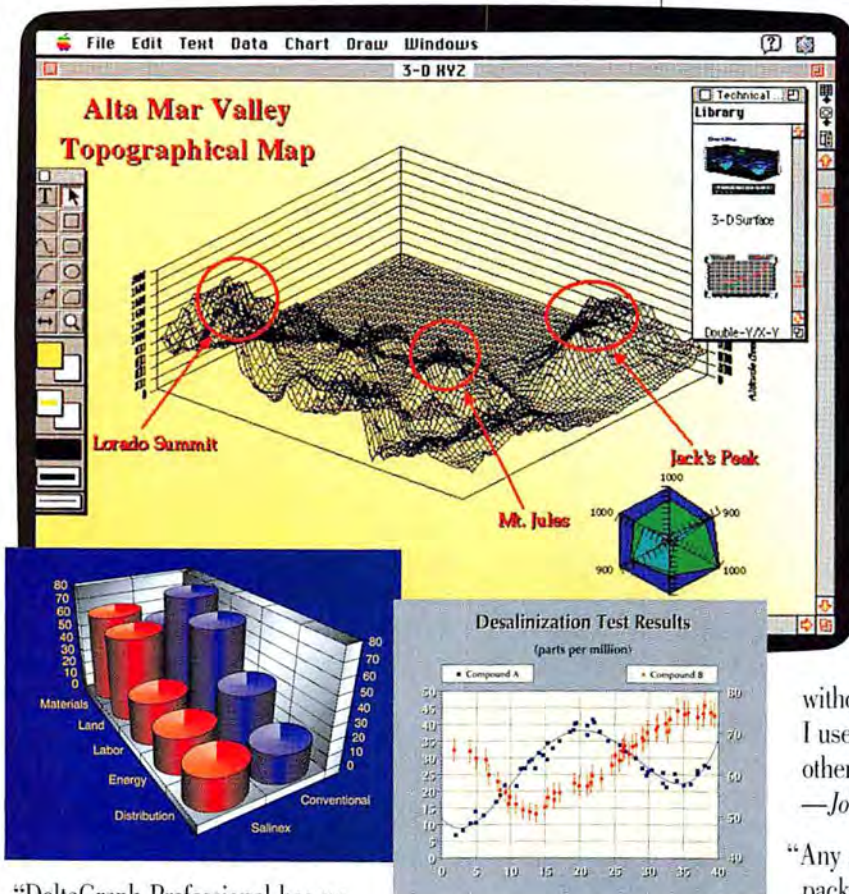 File Edit Text Data Chart Draw Windows
3-D XYZ
Alta Mar Valley
Topographical Map
Technical...
Library
3-D Surface
Double-Y/X-Y
Lorado Summit
Mt. Jules
Jack's Peak
1000
1000
900
900
1000
80
70
60
50
40
30
20
10
0
Materials
Land
Labor
Energy
Distribution
80
70
60
50
40
30
20
10
0
Conventional
Salinex
Desalinization Test Results
(parts per million)
Compound A
Compound B
50
45
40
35
30
25
20
15
10
5
0
80
70
60
50
40
0 5 10 15 20 25 30 35 40
I use
other
"Any
pack
"DeltaGraph Professional has